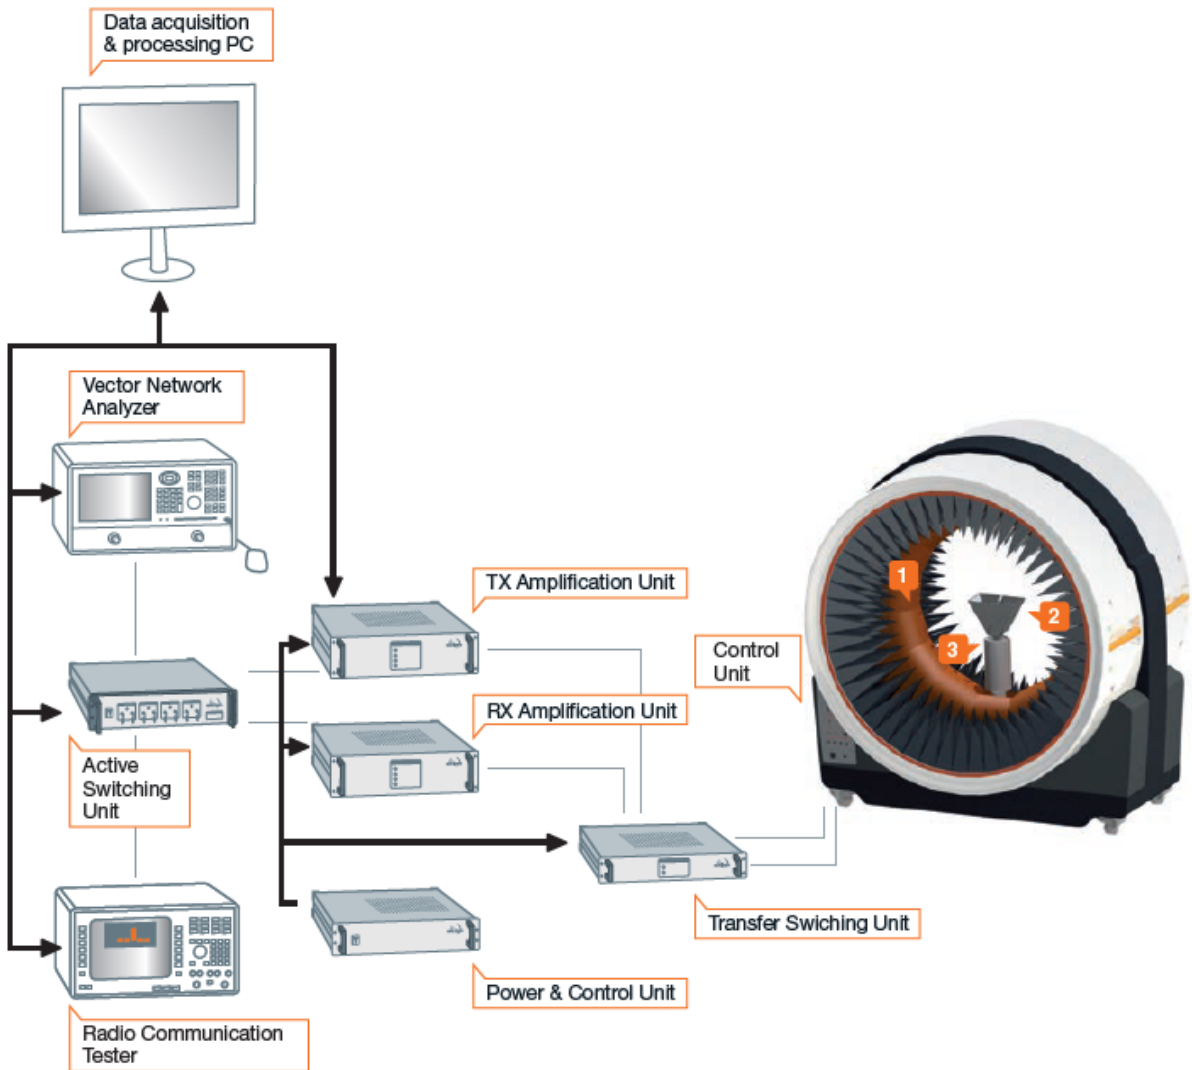 Data acquisition
& processing PC
Vector Network
Analyzer
TX Amplification Unit
1
2
3
Control
Unit
RX Amplification Unit
Active
Switching
Unit
Transfer Swiching Unit
Power & Control Unit
Radio Communication
Tester